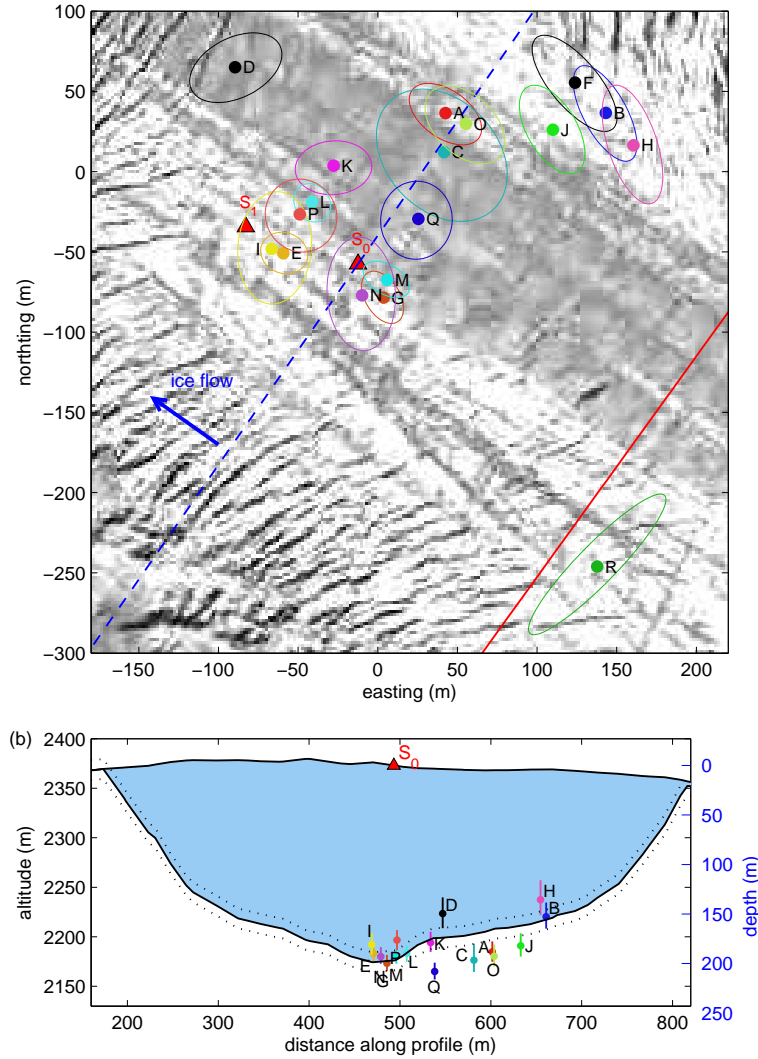 100
50
0
−50
−100
−150
−200
−250
−300
northting (m)
D
F
A
O
B
J
H
C
K
L
P
S1
Q
S0
I
E
M
N
G
ice flow
R
−150
−100
−50
0
50
100
150
200
easting (m)
(b)
2400
2350
2300
2250
2200
2150
altitude (m)
S0
0
50
100
150
200
250
depth (m)
D
H
B
I
K
A
J
E
P
L
C
O
N
M
G
Q
200
300
400
500
600
700
800
distance along profile (m)